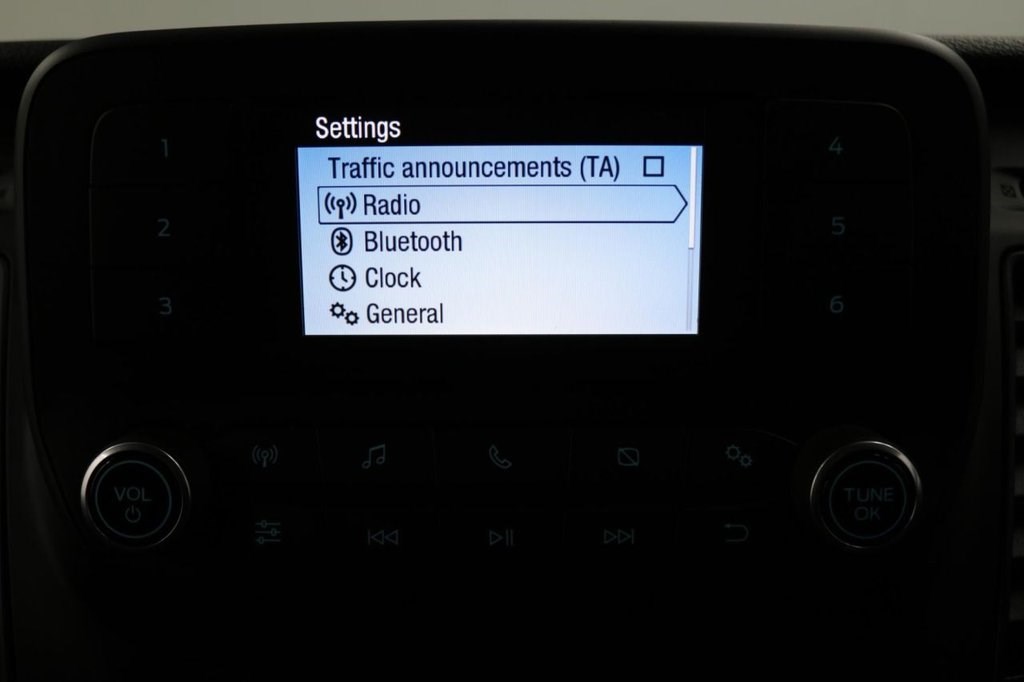 Settings
Traffic announcements (TA)
Radio
Bluetooth
Clock
General
1
2
3
4
5
6
VOL
TUNE
OK